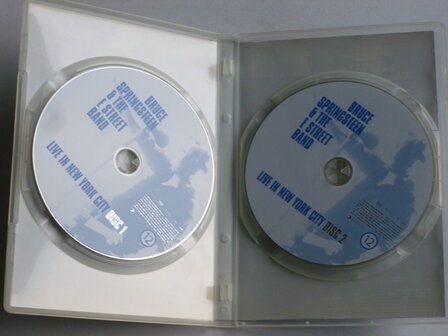 BRUCE
SPRINGSTEEN
& THE
E STREET
BAND
LIVE IN NEW YORK CITY DISC 1
12
BRUCE
SPRINGSTEEN
& THE
E STREET
BAND
LIVE IN NEW YORK CITY DISC 2
12